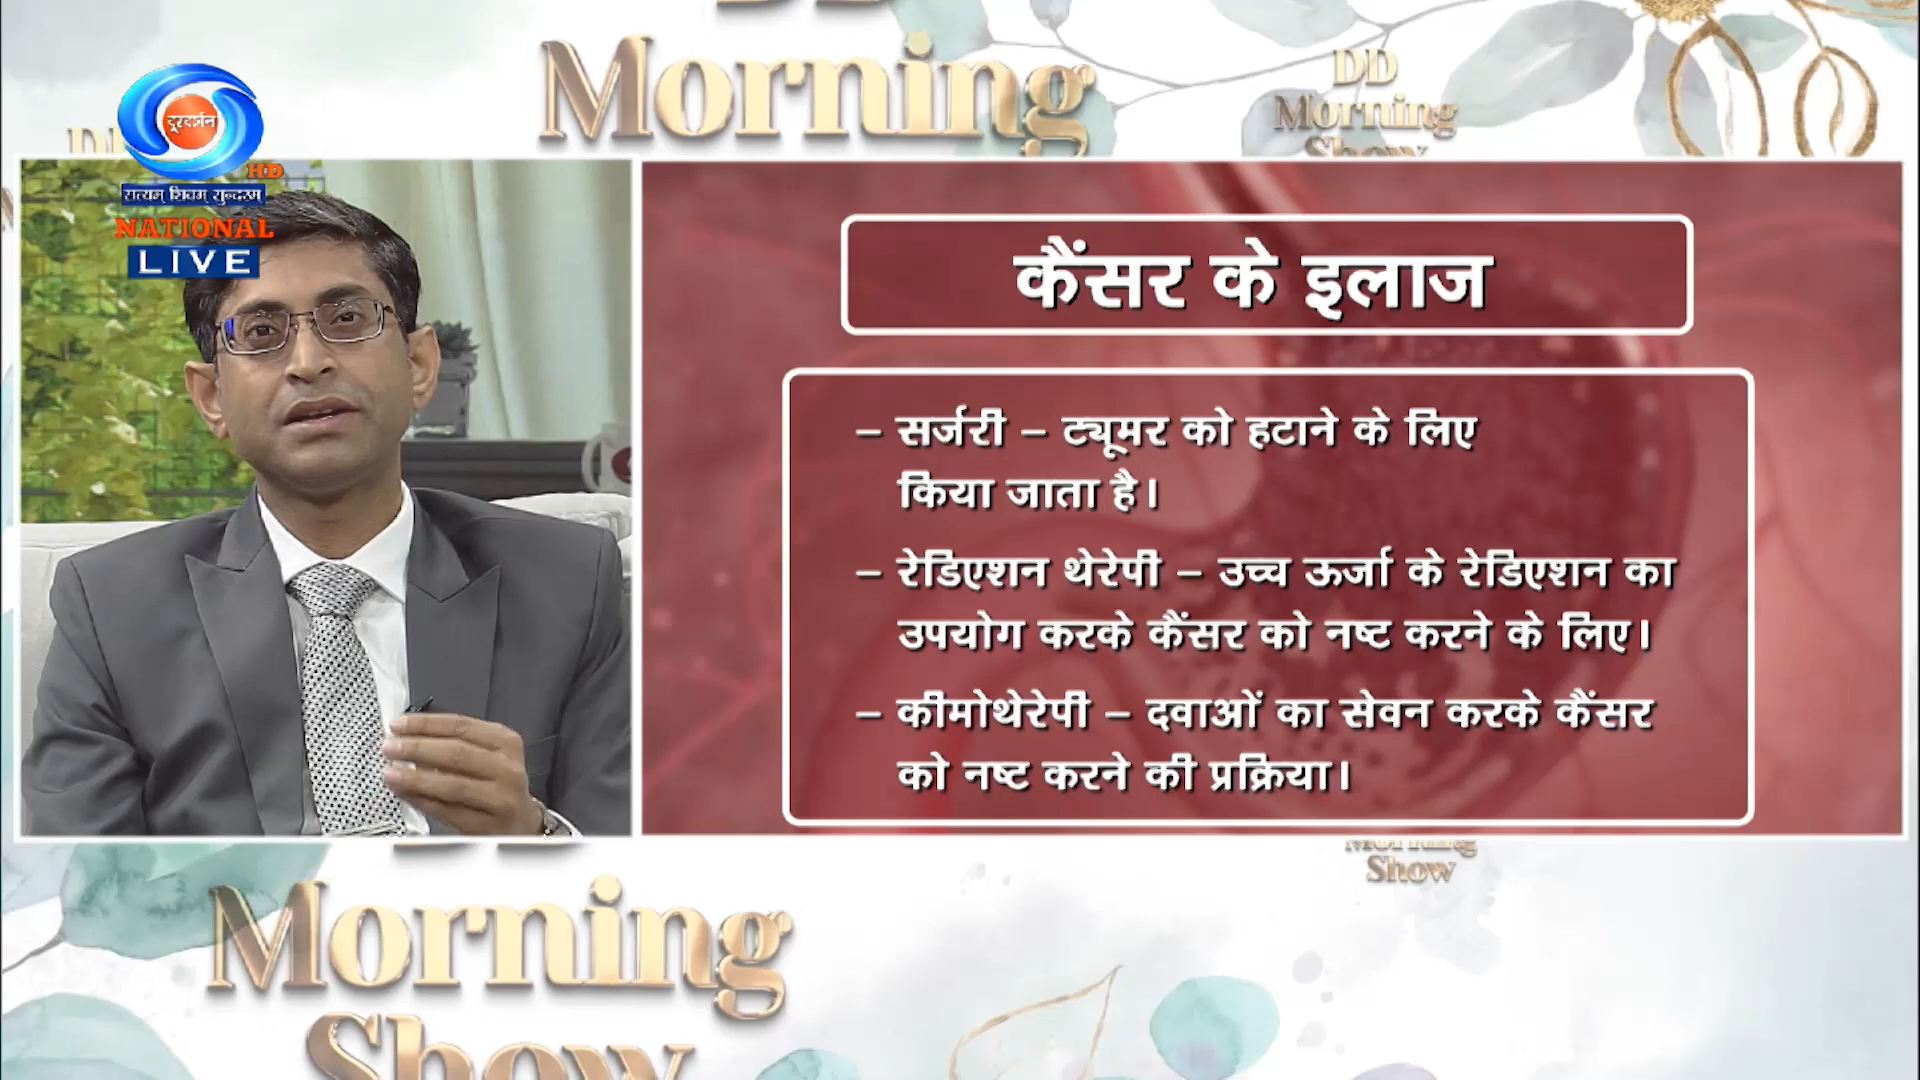 Morning
DD
Morning
Show
दूरदर्शन
HD
सत्यम् शिवम् सुन्दरम्
NATIONAL
LIVE
कैंसर के इलाज
– सर्जरी – ट्यूमर को हटाने के लिए
किया जाता है।
– रेडिएशन थेरेपी – उच्च ऊर्जा के रेडिएशन का
उपयोग करके कैंसर को नष्ट करने के लिए।
– कीमोथेरेपी – दवाओं का सेवन करके कैंसर
को नष्ट करने की प्रक्रिया।
Morning
Show
Morning
Show